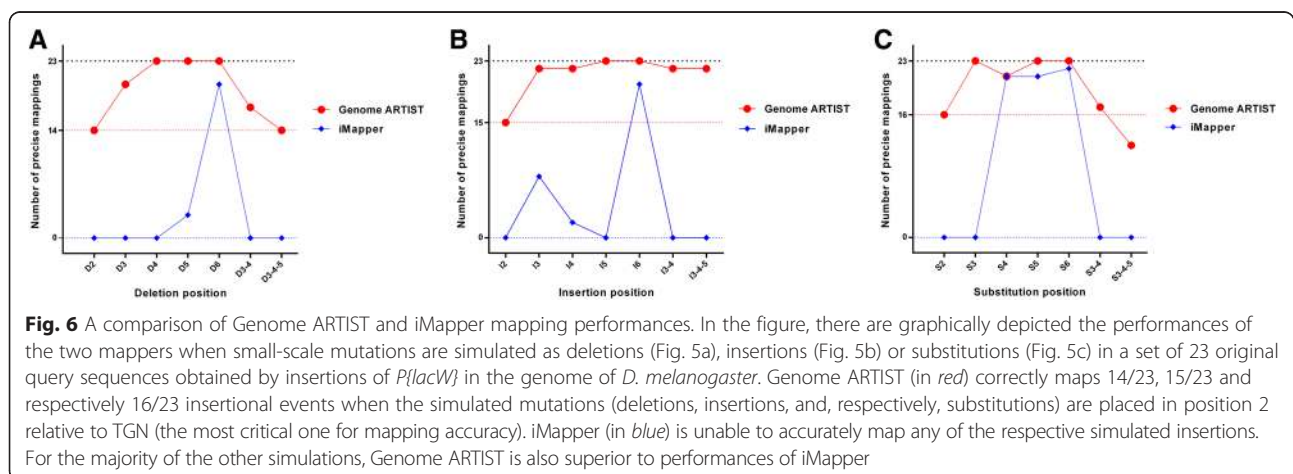 A
Number of precise mappings
23
14
0
D2
D3
D4
D5
D6
D3-4
D3-4-5
Deletion position
Genome ARTIST
iMapper
B
Number of precise mappings
23
15
0
I2
I3
I4
I5
I6
I3-4
I3-4-5
Insertion position
Genome ARTIST
iMapper
C
Number of precise mappings
23
16
0
S2
S3
S4
S5
S6
S3-4
S3-4-5
Substitution position
Genome ARTIST
iMapper
Fig. 6 A comparison of Genome ARTIST and iMapper mapping performances. In the figure, there are graphically depicted the performances of
the two mappers when small-scale mutations are simulated as deletions (Fig. 5a), insertions (Fig. 5b) or substitutions (Fig. 5c) in a set of 23 original
query sequences obtained by insertions of P{lacW} in the genome of D. melanogaster. Genome ARTIST (in red) correctly maps 14/23, 15/23 and
respectively 16/23 insertional events when the simulated mutations (deletions, insertions, and, respectively, substitutions) are placed in position 2
relative to TGN (the most critical one for mapping accuracy). iMapper (in blue) is unable to accurately map any of the respective simulated insertions.
For the majority of the other simulations, Genome ARTIST is also superior to performances of iMapper